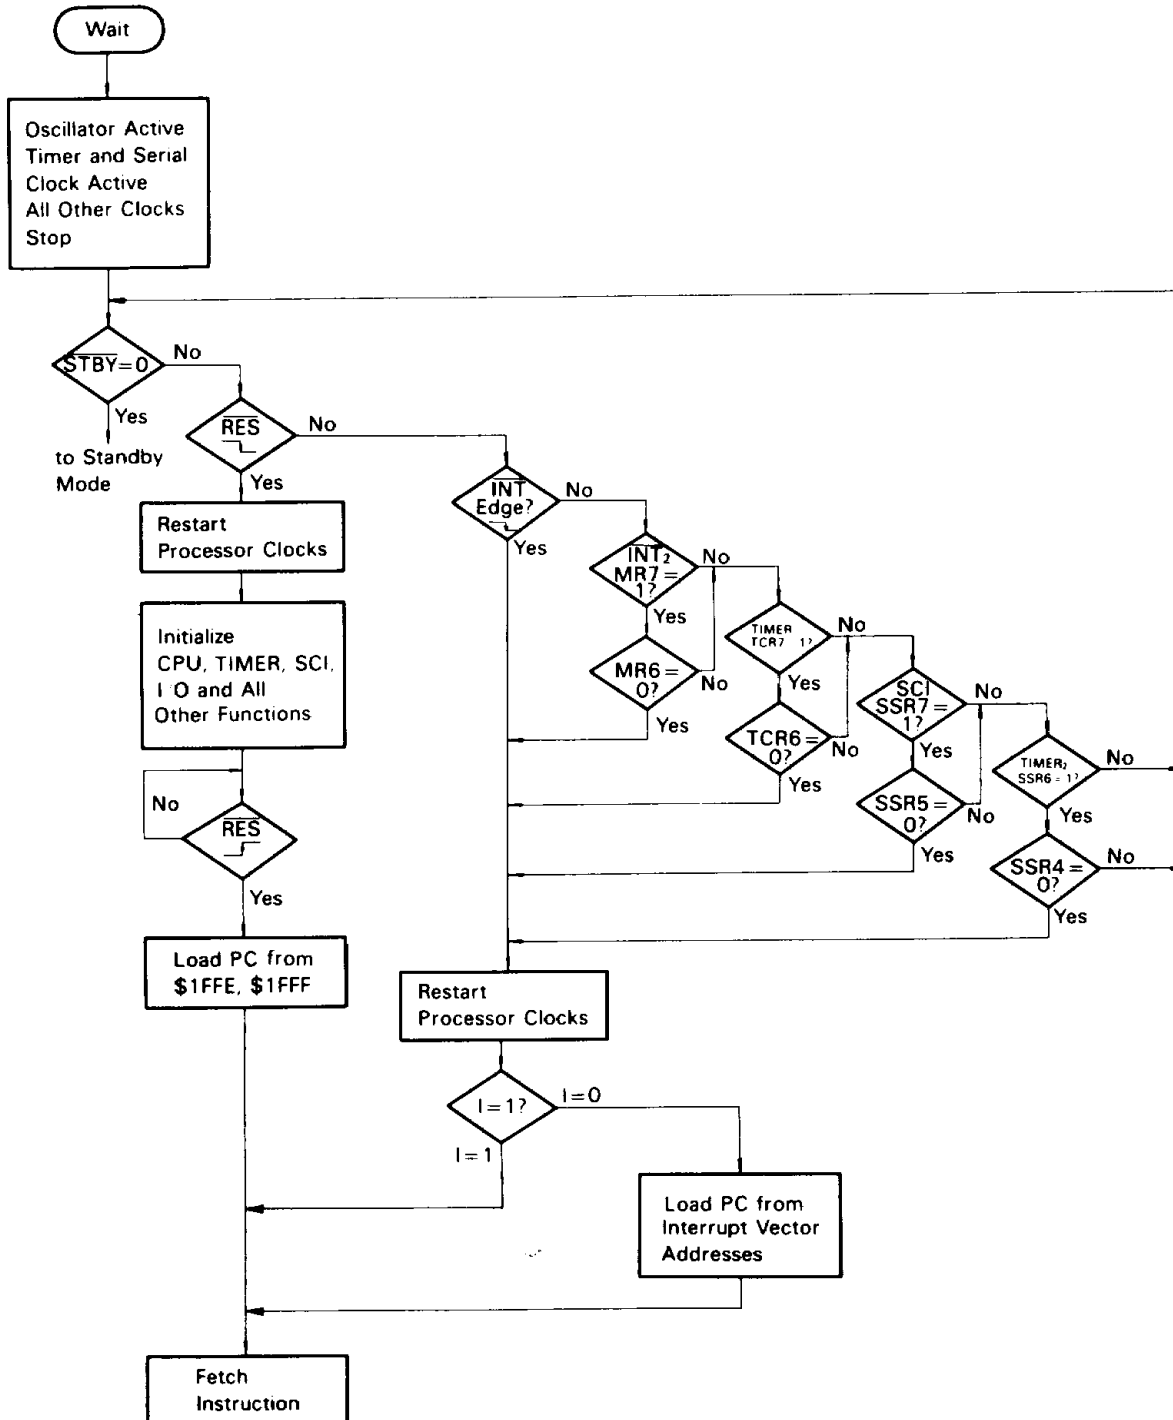 Wait
Oscillator Active
Timer and Serial
Clock Active
All Other Clocks
Stop
STBY=0
No
Yes
to Standby
Mode
RES
No
Yes
Restart
Processor Clocks
Initialize
CPU, TIMER, SCI,
I O and All
Other Functions
No
RES
Yes
Load PC from
$1FFE, $1FFF
INT
Edge?
No
Yes
INT₂
MR7=
1?
No
Yes
MR6=
0?
No
Yes
TIMER
TCR7 1?
No
Yes
TCR6=
0?
No
Yes
SCI
SSR7=
1?
No
Yes
SSR5=
0?
No
Yes
TIMER₂
SSR6=1?
No
Yes
SSR4=
0?
No
Yes
Restart
Processor Clocks
I=1?
I=0
I=1
Load PC from
Interrupt Vector
Addresses
Fetch
Instruction